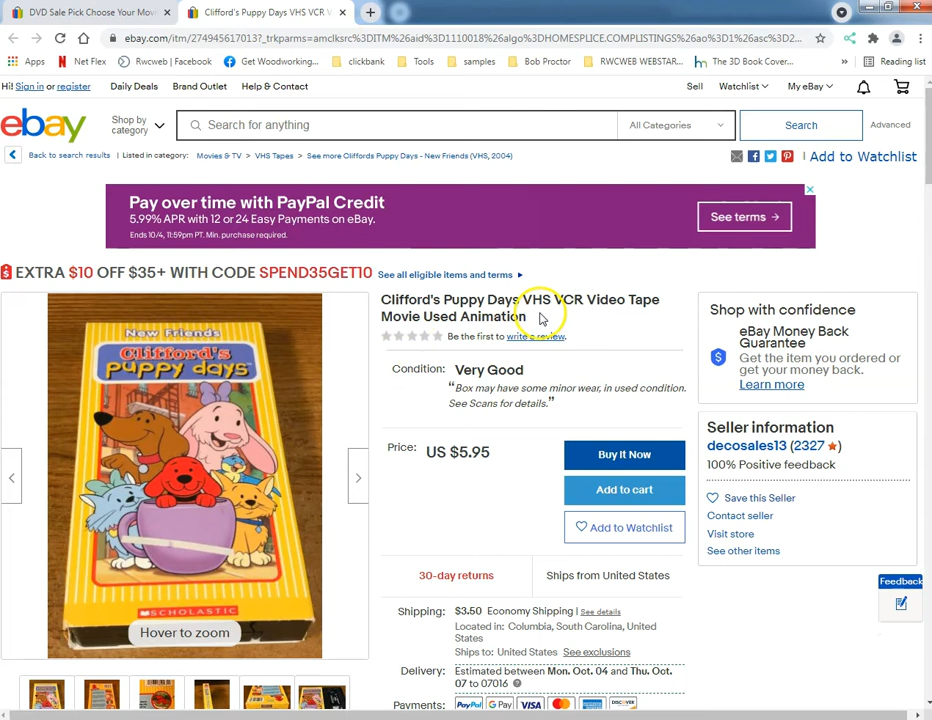 DVD Sale Pick Choose Your Mov
Clifford's Puppy Days VHS VCR V
ebay.com/itm/274945617013?_trkparms=amclksrc%3DITM%26aid%3D1110018%26algo%3DHOMESPLICE.COMPLISTINGS%26ao%3D1%26asc%3D2...
Apps
Net Flex
Rwcweb | Facebook
Get Woodworking...
clickbank
Tools
samples
Bob Proctor
RWCWEB WEBSTAR...
The 3D Book Cover...
»
Reading list
Hi! Sign in or register
Daily Deals
Brand Outlet
Help & Contact
Sell
Watchlist
My eBay
ebay
Shop by category
Search for anything
All Categories
Search
Advanced
Back to search results | Listed in category: Movies & TV > VHS Tapes > See more Cliffords Puppy Days - New Friends (VHS, 2004)
| Add to Watchlist
Pay over time with PayPal Credit
5.99% APR with 12 or 24 Easy Payments on eBay.
Ends 10/4, 11:59pm PT. Min. purchase required.
See terms →
EXTRA $10 OFF $35+ WITH CODE SPEND35GET10 See all eligible items and terms ▸
New Friends
Clifford's
puppy days
SCHOLASTIC
Hover to zoom
Clifford's Puppy Days VHS VCR Video Tape
Movie Used Animation
Be the first to write a review.
Condition: Very Good
"Box may have some minor wear, in used condition.
See Scans for details."
Price: US $5.95
Buy It Now
Add to cart
Add to Watchlist
30-day returns
Ships from United States
Shipping: $3.50 Economy Shipping | See details
Located in: Columbia, South Carolina, United
States
Ships to: United States See exclusions
Delivery: Estimated between Mon. Oct. 04 and Thu. Oct.
07 to 07016
Payments: PayPal G Pay VISA DISCOVER
Shop with confidence
eBay Money Back
Guarantee
Get the item you ordered or
get your money back.
Learn more
Seller information
decosales13 (2327 ★)
100% Positive feedback
Save this Seller
Contact seller
Visit store
See other items
Feedback